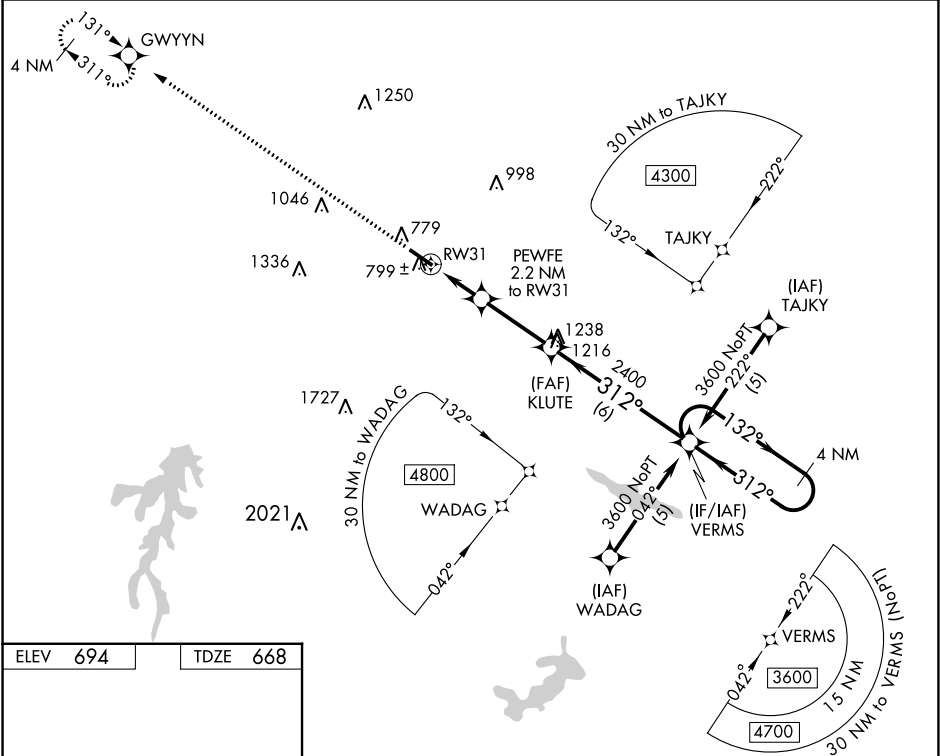 131°
GWYYN
4 NM
311°
1250
30 NM to TAJKY
998
4300
222°
1046
132°
TAJKY
779
RW31
PEWFE
2.2 NM
to RW31
1336
799 ±
(IAF)
TAJKY
1238
1216
3600 NoPT
222°
(5)
(FAF)
KLUTE
2400
312°
(6)
1727
30 NM to WADAG
132°
132°
4 NM
312°
4800
WADAG
3600 NoPT
042°
(5)
(IF/IAF)
VERMS
2021
042°
(IAF)
WADAG
222°
VERMS
042°
3600
15 NM
4700
30 NM to VERMS (NoPT)
ELEV 694
TDZE 668